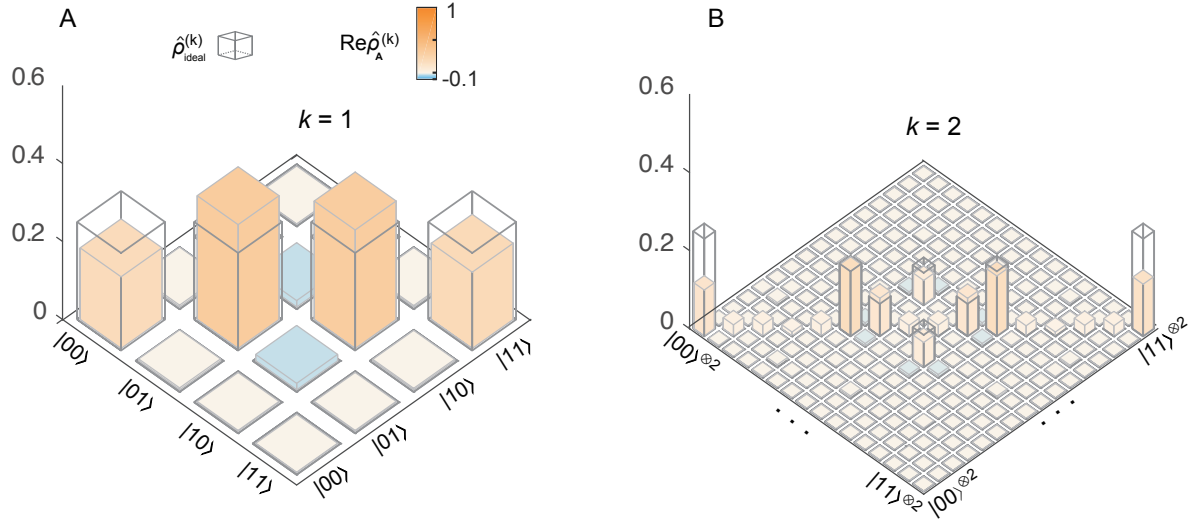 A
ρ̂ideal(k)
Reρ̂A(k)
1
-0.1
k = 1
0.6
0.4
0.2
0
|00⟩
|01⟩
|10⟩
|11⟩
|00⟩
|01⟩
|10⟩
|11⟩
B
k = 2
0.6
0.4
0.2
0
|00⟩⊗2
. . .
|11⟩⊗2
|00⟩⊗2
. . .
|11⟩⊗2